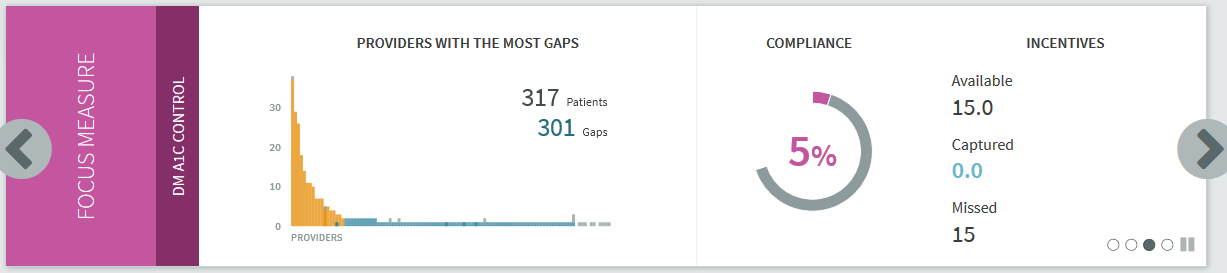 FOCUS MEASURE
DM A1C CONTROL
PROVIDERS WITH THE MOST GAPS
317 Patients
301 Gaps
30
20
10
0
PROVIDERS
COMPLIANCE
5%
INCENTIVES
Available
15.0
Captured
0.0
Missed
15